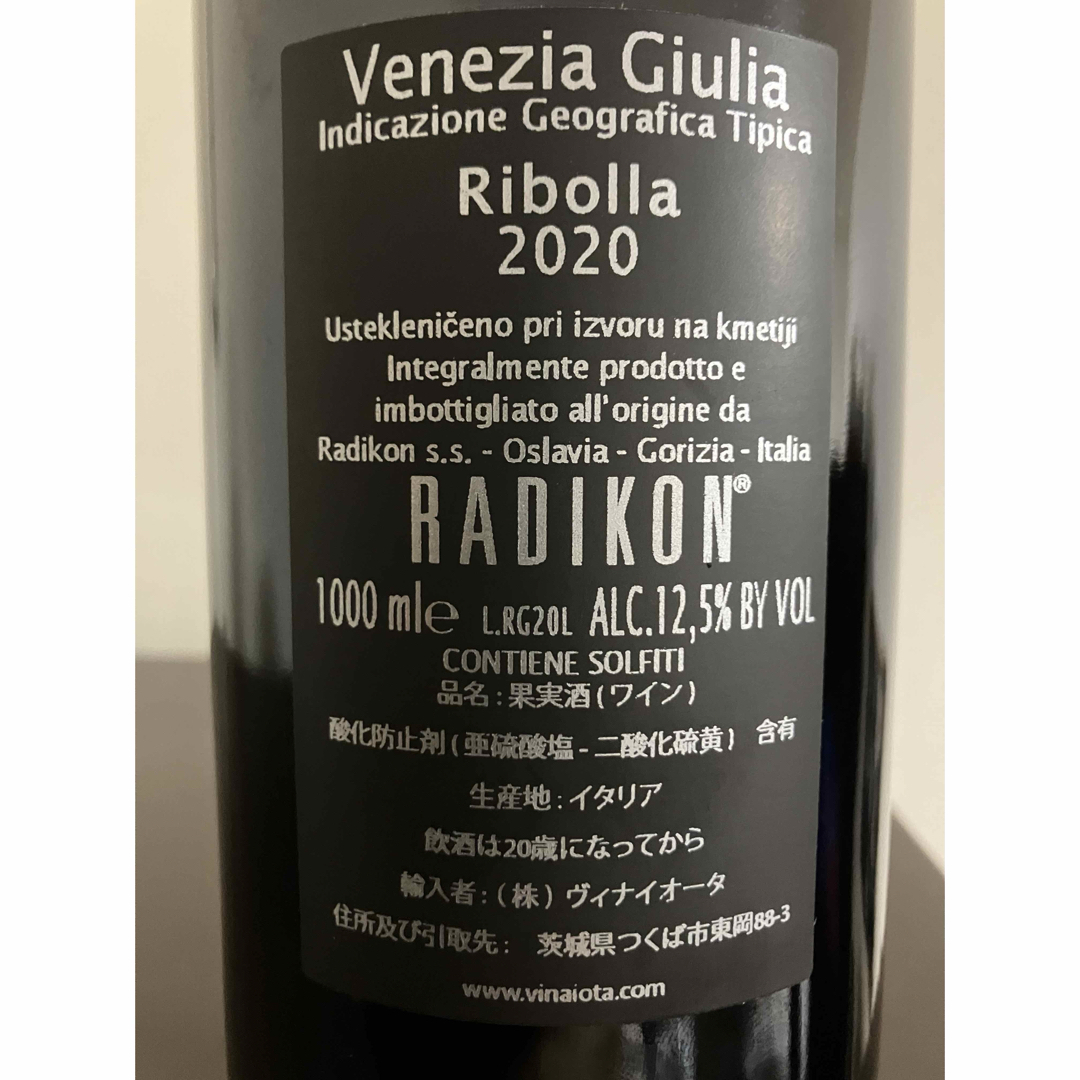 Venezia Giulia
Indicazione Geografica Tipica
Ribolla
2020
Ustekleničeno pri izvoru na kmetiji
Integralmente prodotto e
imbottigliato all'origine da
Radikon s.s. - Oslavia - Gorizia - Italia
RADIKON®
1000 ml℮ L.RG20L ALC.12,5% BY VOL
CONTIENE SOLFITI
品名 : 果実酒 ( ワイン )
酸化防止剤 ( 亜硫酸塩 - 二酸化硫黄 ) 含有
生産地 : イタリア
飲酒は20歳になってから
輸入者 : ( 株 ) ヴィナイオータ
住所及び引取先 : 茨城県つくば市東岡88-3
www.vinaiota.com